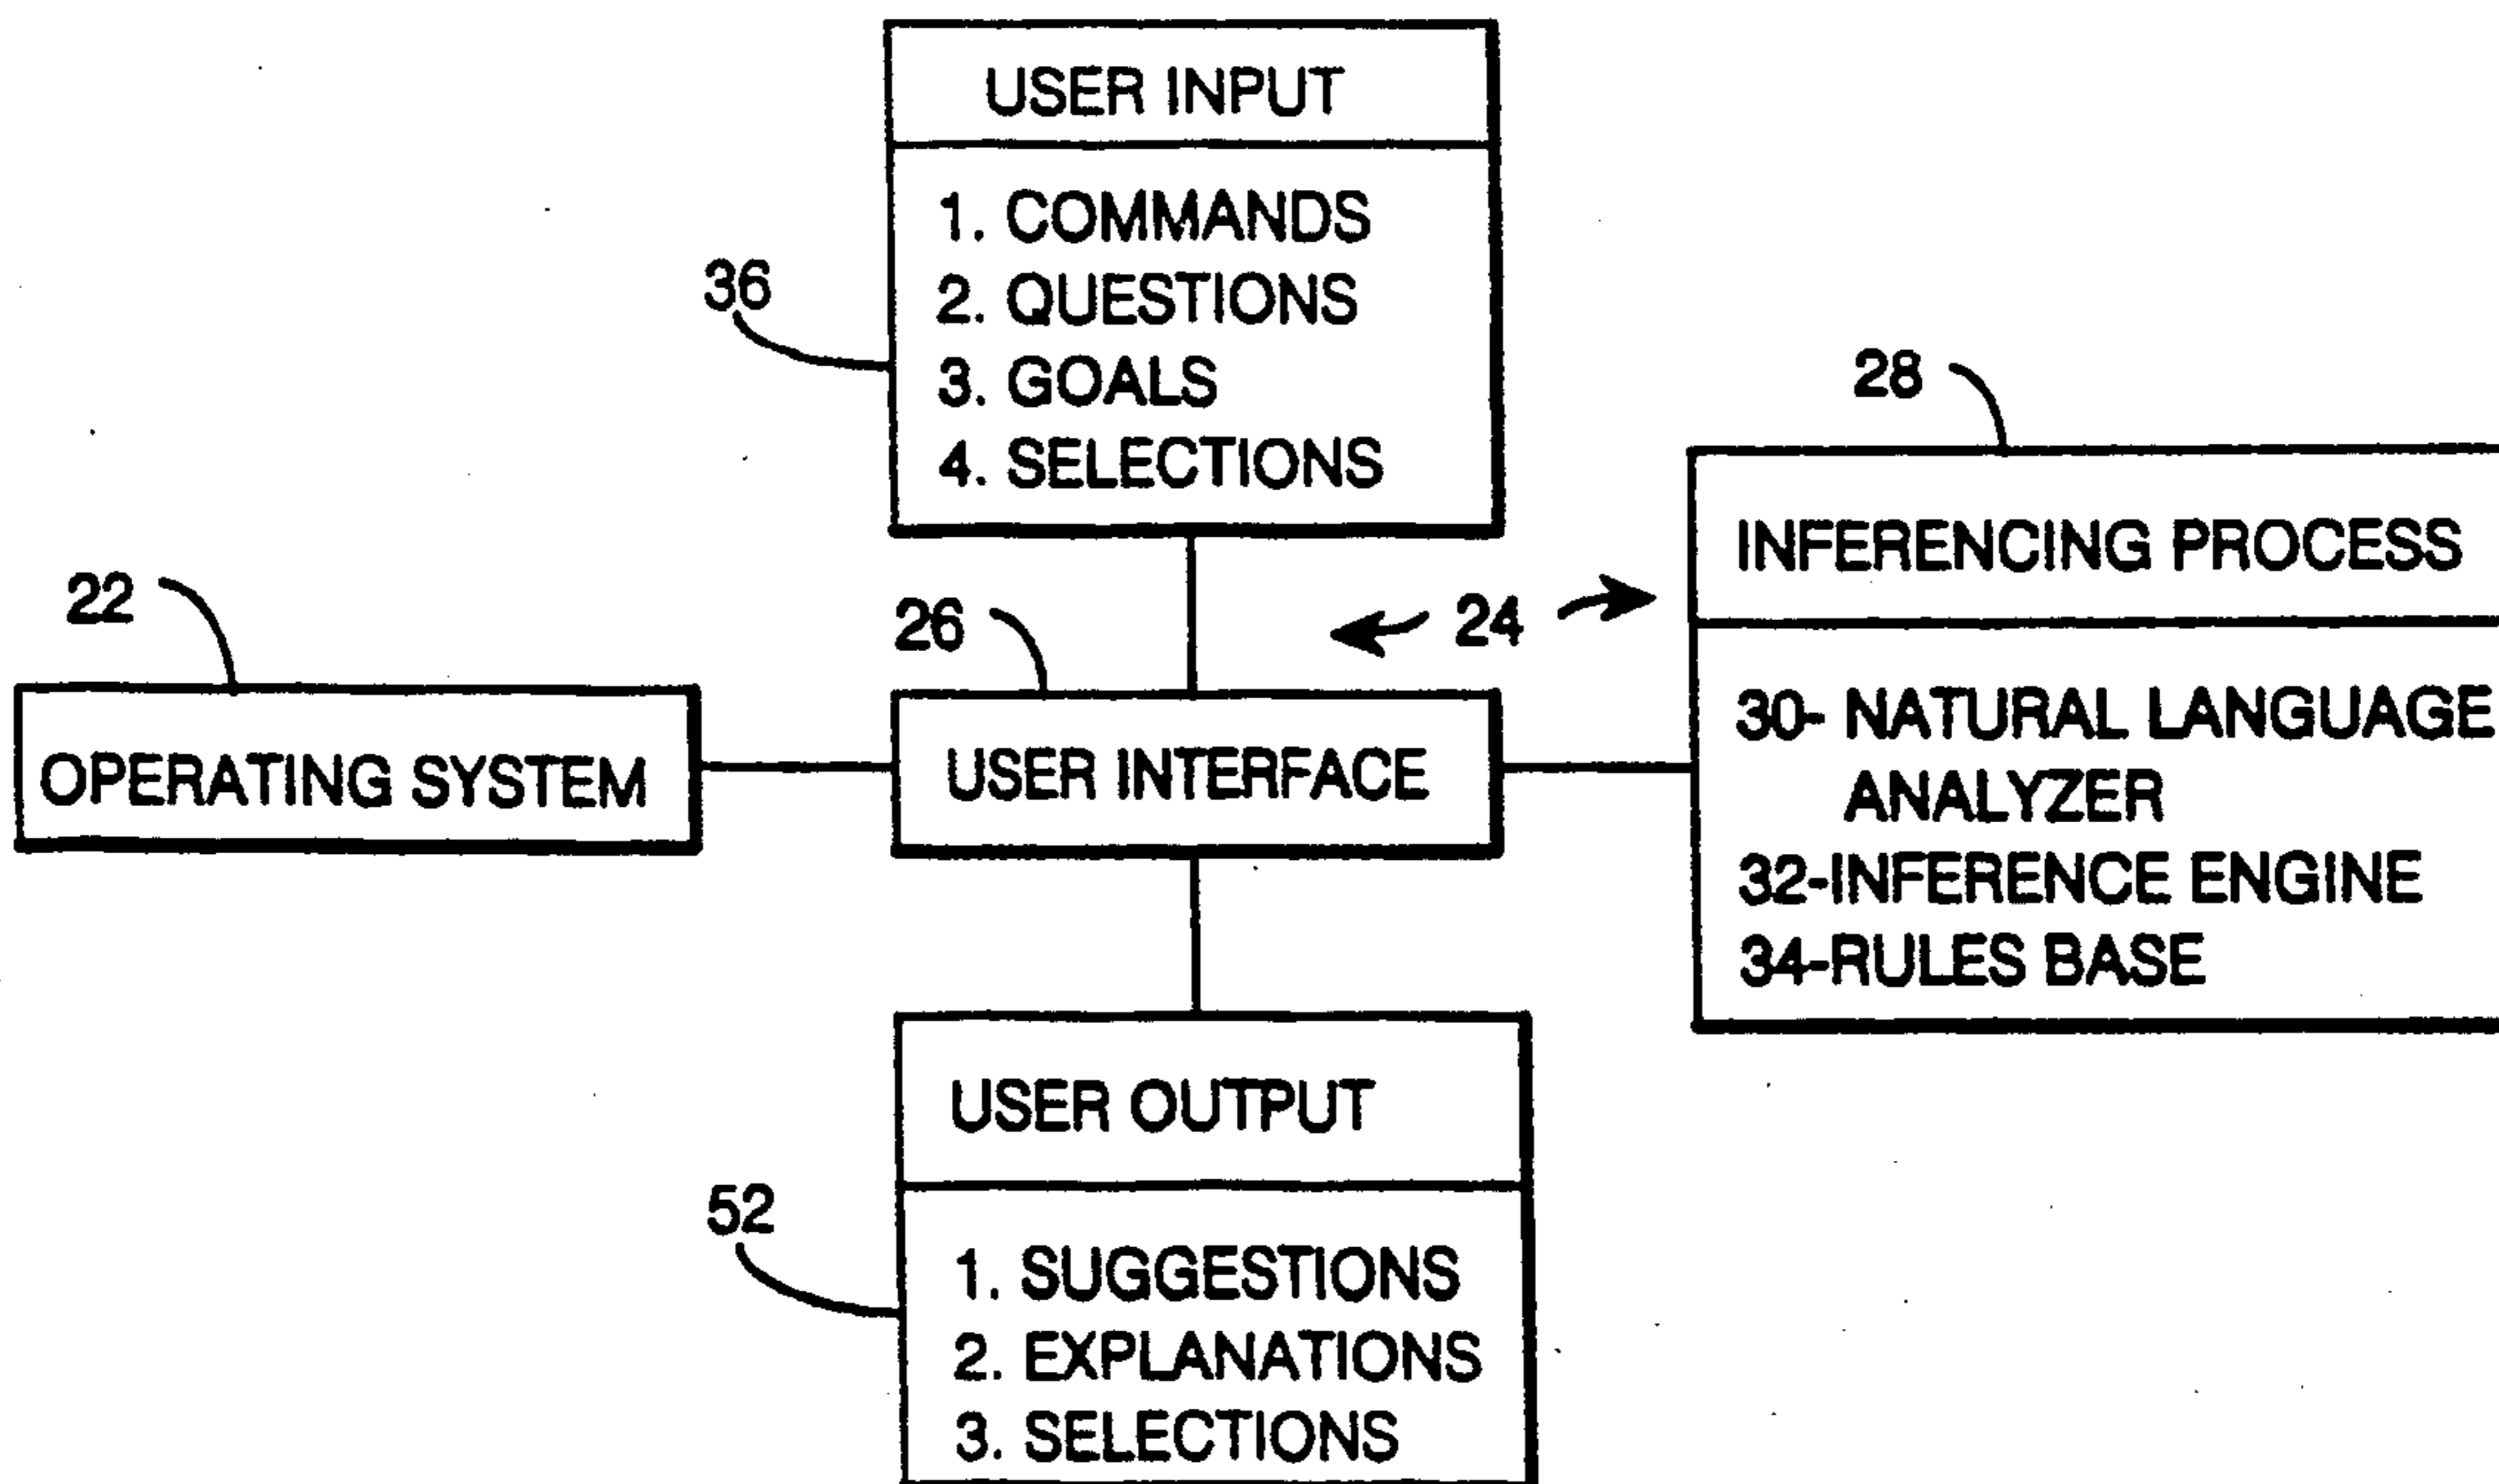 USER INPUT
1. COMMANDS
2. QUESTIONS
3. GOALS
4. SELECTIONS
36
28
INFERENCING PROCESS
30- NATURAL LANGUAGE
ANALYZER
32-INFERENCE ENGINE
34-RULES BASE
22
26
24
OPERATING SYSTEM
USER INTERFACE
USER OUTPUT
52
1. SUGGESTIONS
2. EXPLANATIONS
3. SELECTIONS